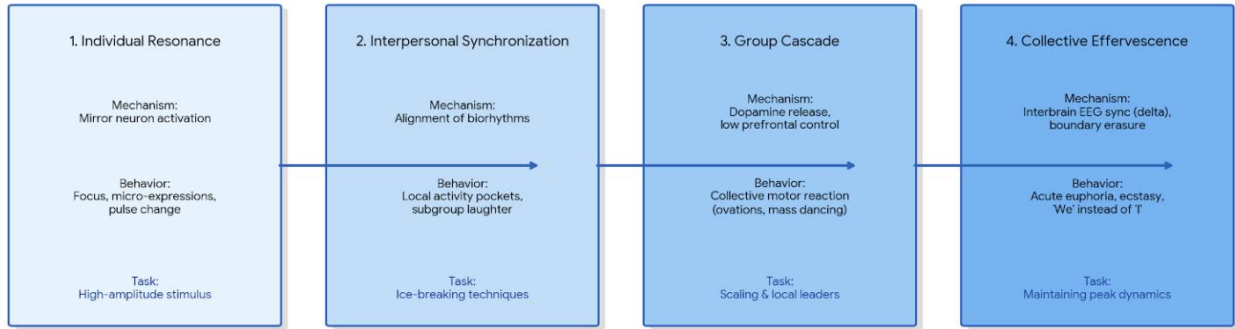 1. Individual Resonance
Mechanism:
Mirror neuron activation
Behavior:
Focus, micro-expressions,
pulse change
Task:
High-amplitude stimulus
2. Interpersonal Synchronization
Mechanism:
Alignment of biorhythms
Behavior:
Local activity pockets,
subgroup laughter
Task:
Ice-breaking techniques
3. Group Cascade
Mechanism:
Dopamine release,
low prefrontal control
Behavior:
Collective motor reaction
(ovations, mass dancing)
Task:
Scaling & local leaders
4. Collective Effervescence
Mechanism:
Interbrain EEG sync (delta),
boundary erasure
Behavior:
Acute euphoria, ecstasy,
'We' instead of 'I'
Task:
Maintaining peak dynamics